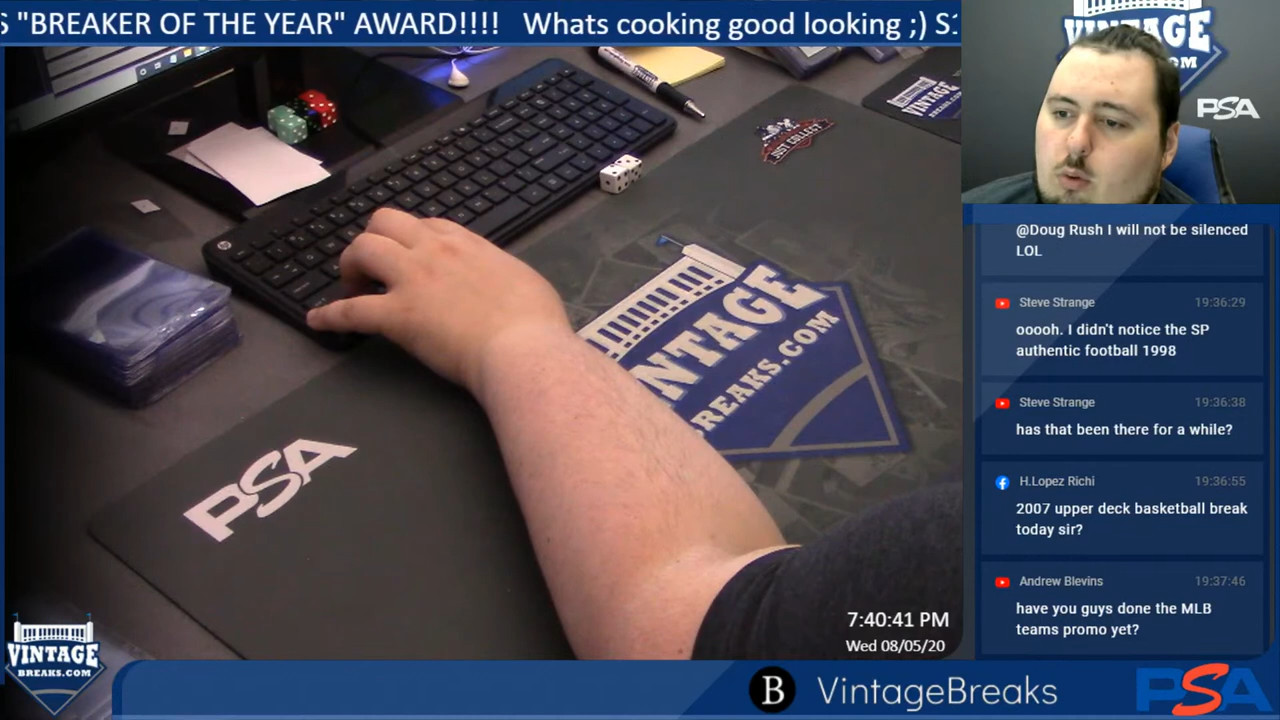 S "BREAKER OF THE YEAR" AWARD!!!! Whats cooking good looking ;) S1
VINTAGE
PSA
JUST COLLECT
VINTAGE
@Doug Rush I will not be silenced
LOL
Steve Strange 19:36:29
ooooh. I didn't notice the SP
authentic football 1998
Steve Strange 19:36:38
has that been there for a while?
H.Lopez Richi 19:36:55
2007 upper deck basketball break
today sir?
Andrew Blevins 19:37:46
have you guys done the MLB
teams promo yet?
hp
VINTAGE
BREAKS.COM
PSA
7:40:41 PM
Wed 08/05/20
VINTAGE
BREAKS.COM
B VintageBreaks
PSA